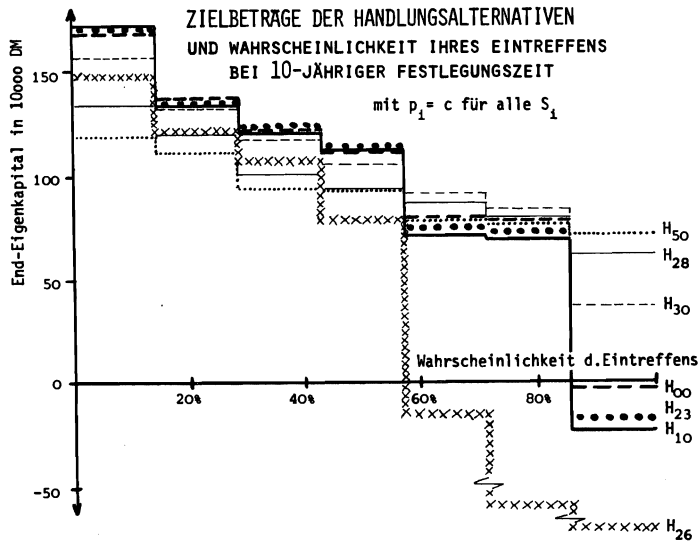 ZIELBETRÄGE DER HANDLUNGSALTERNATIVEN
UND WAHRSCHEINLICHKEIT IHRES EINTREFFENS
BEI 10-JÄHRIGER FESTLEGUNGSZEIT
mit pᵢ= c für alle Sᵢ
End-Eigenkapital in 10ooo DM
150
100
50
0
-50
H50
H28
H30
Wahrscheinlichkeit d.Eintreffens
20%
40%
60%
80%
H00
H23
H10
H26